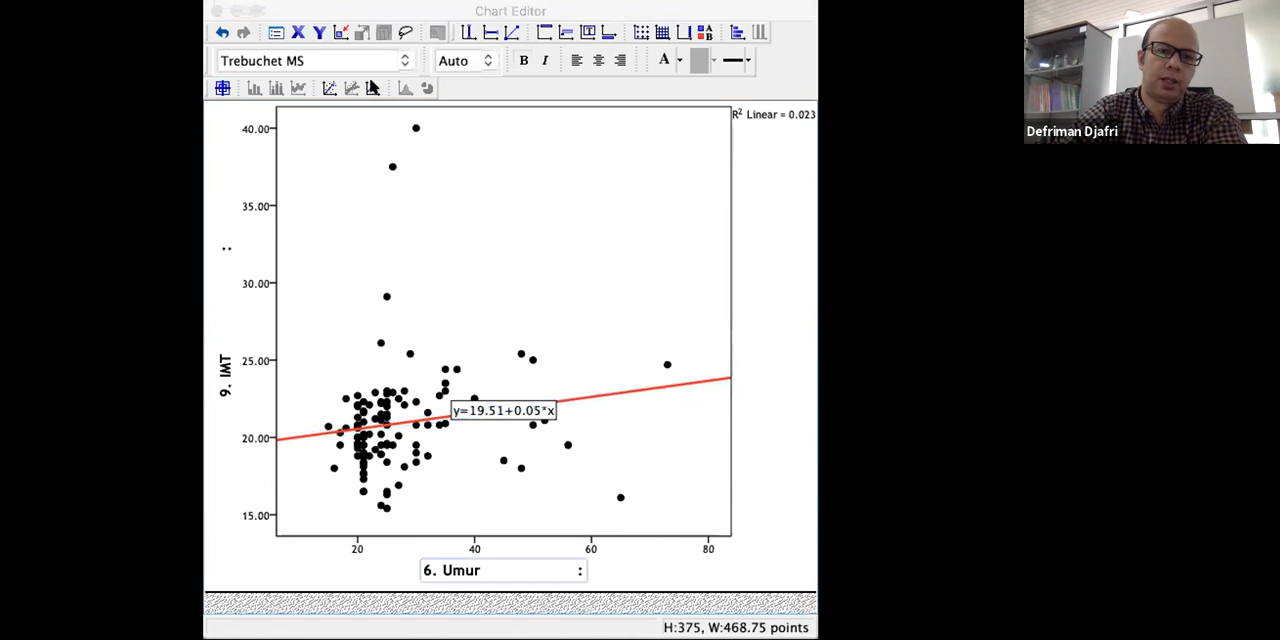 Chart Editor
X Y
A
B
Trebuchet MS
Auto
B I
A
R² Linear = 0.023
40.00
35.00
30.00
25.00
20.00
15.00
9. IMT :
y=19.51+0.05*x
20 40 60 80
6. Umur :
H:375, W:468.75 points
Defriman Djafri